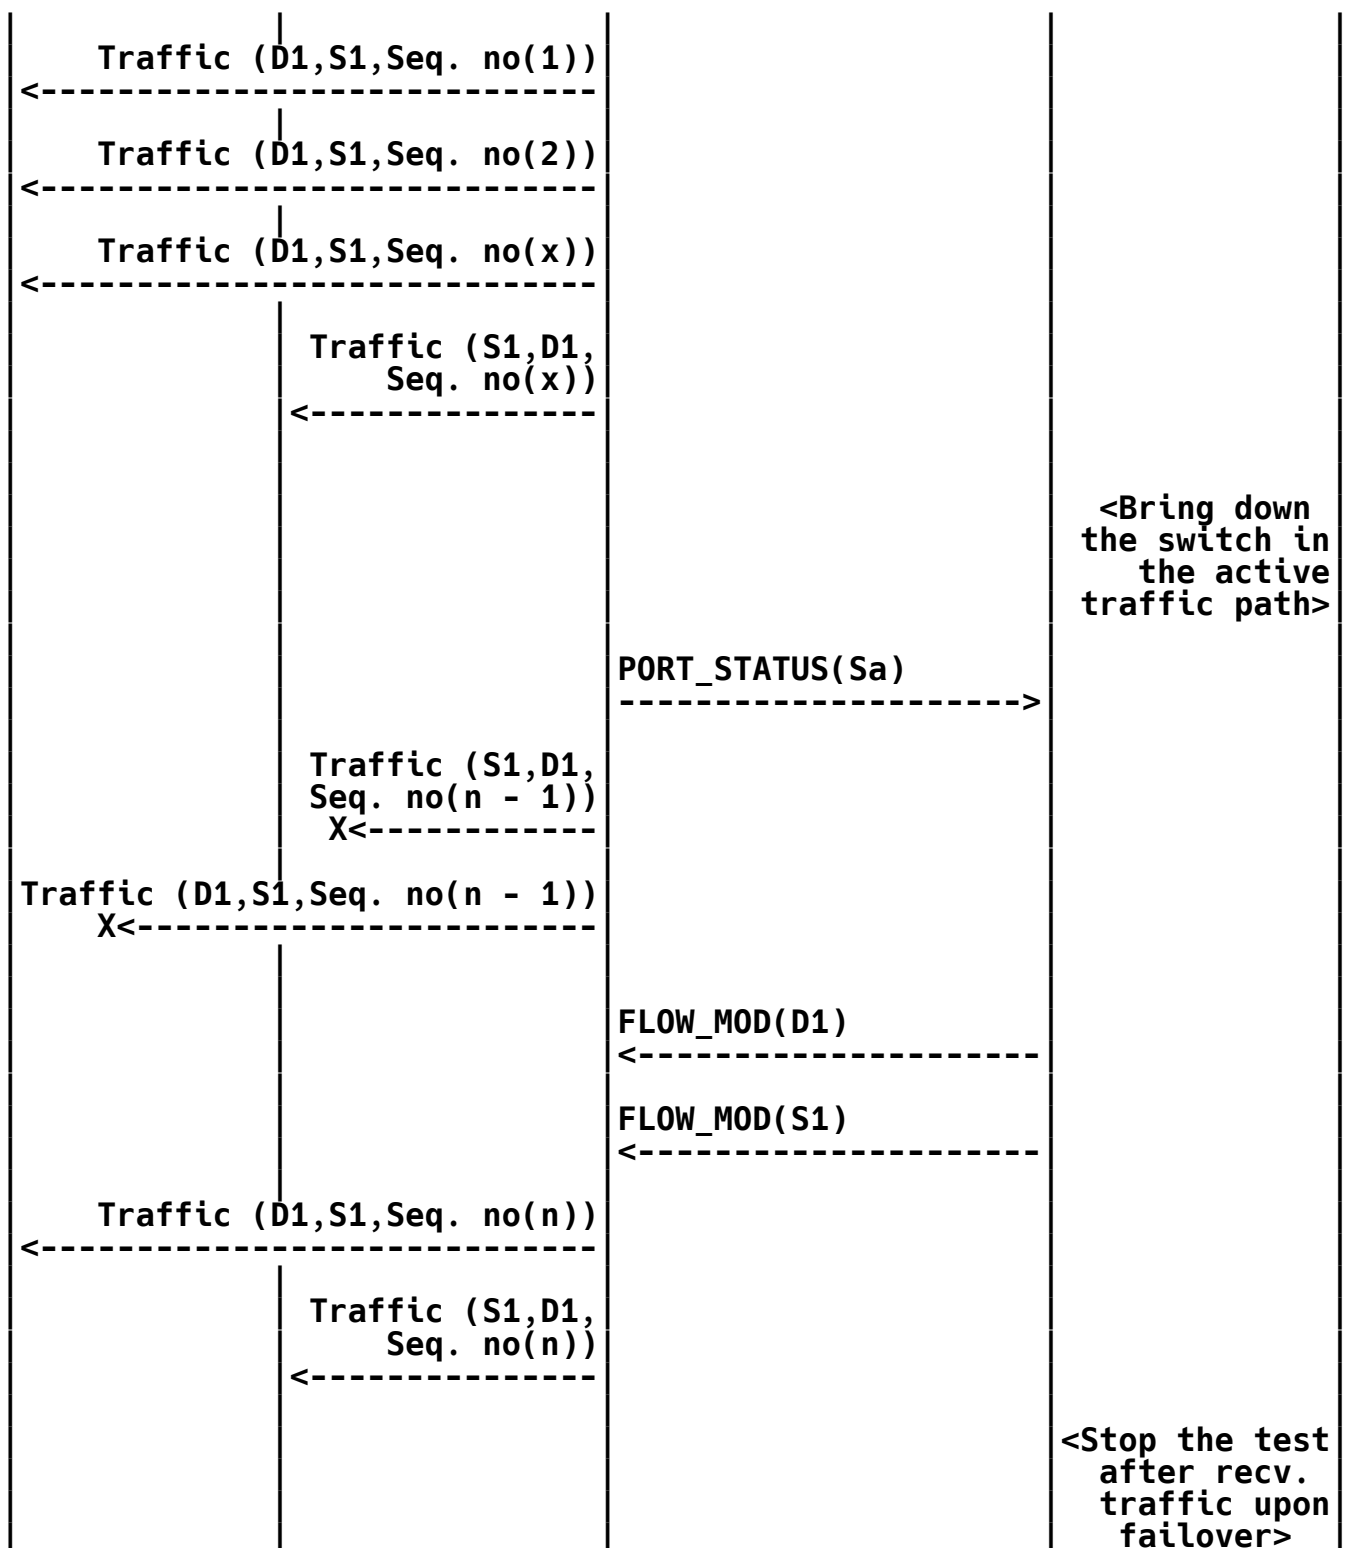 Traffic (D1,S1,Seq. no(1))
<----------------------------- 
Traffic (D1,S1,Seq. no(2))
<-----------------------------
Traffic (D1,S1,Seq. no(x))
<-----------------------------
Traffic (S1,D1,
Seq. no(x))
<---------------
<Bring down
the switch in
the active
traffic path>
PORT_STATUS(Sa)
--------------------->
Traffic (S1,D1,
Seq. no(n - 1))
X<------------
Traffic (D1,S1,Seq. no(n - 1))
X<------------------------
FLOW_MOD(D1)
<---------------------
FLOW_MOD(S1)
<---------------------
Traffic (D1,S1,Seq. no(n))
<-----------------------------
Traffic (S1,D1,
Seq. no(n))
<---------------
<Stop the test
after recv.
traffic upon
failover>